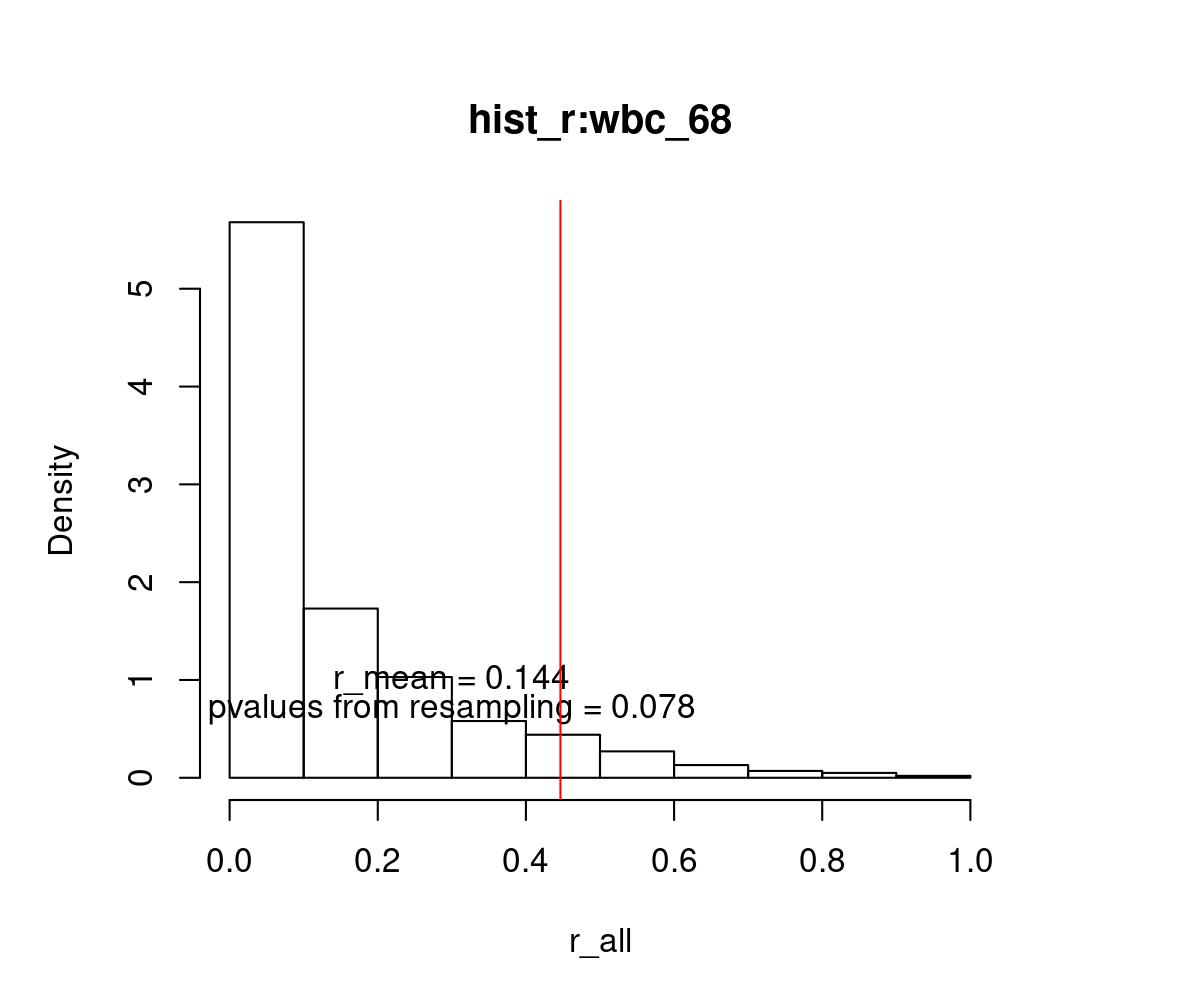 hist_r:wbc_68
5
4
3
2
1
0
Density
r_mean = 0.144
pvalues from resampling = 0.078
0.0 0.2 0.4 0.6 0.8 1.0
r_all